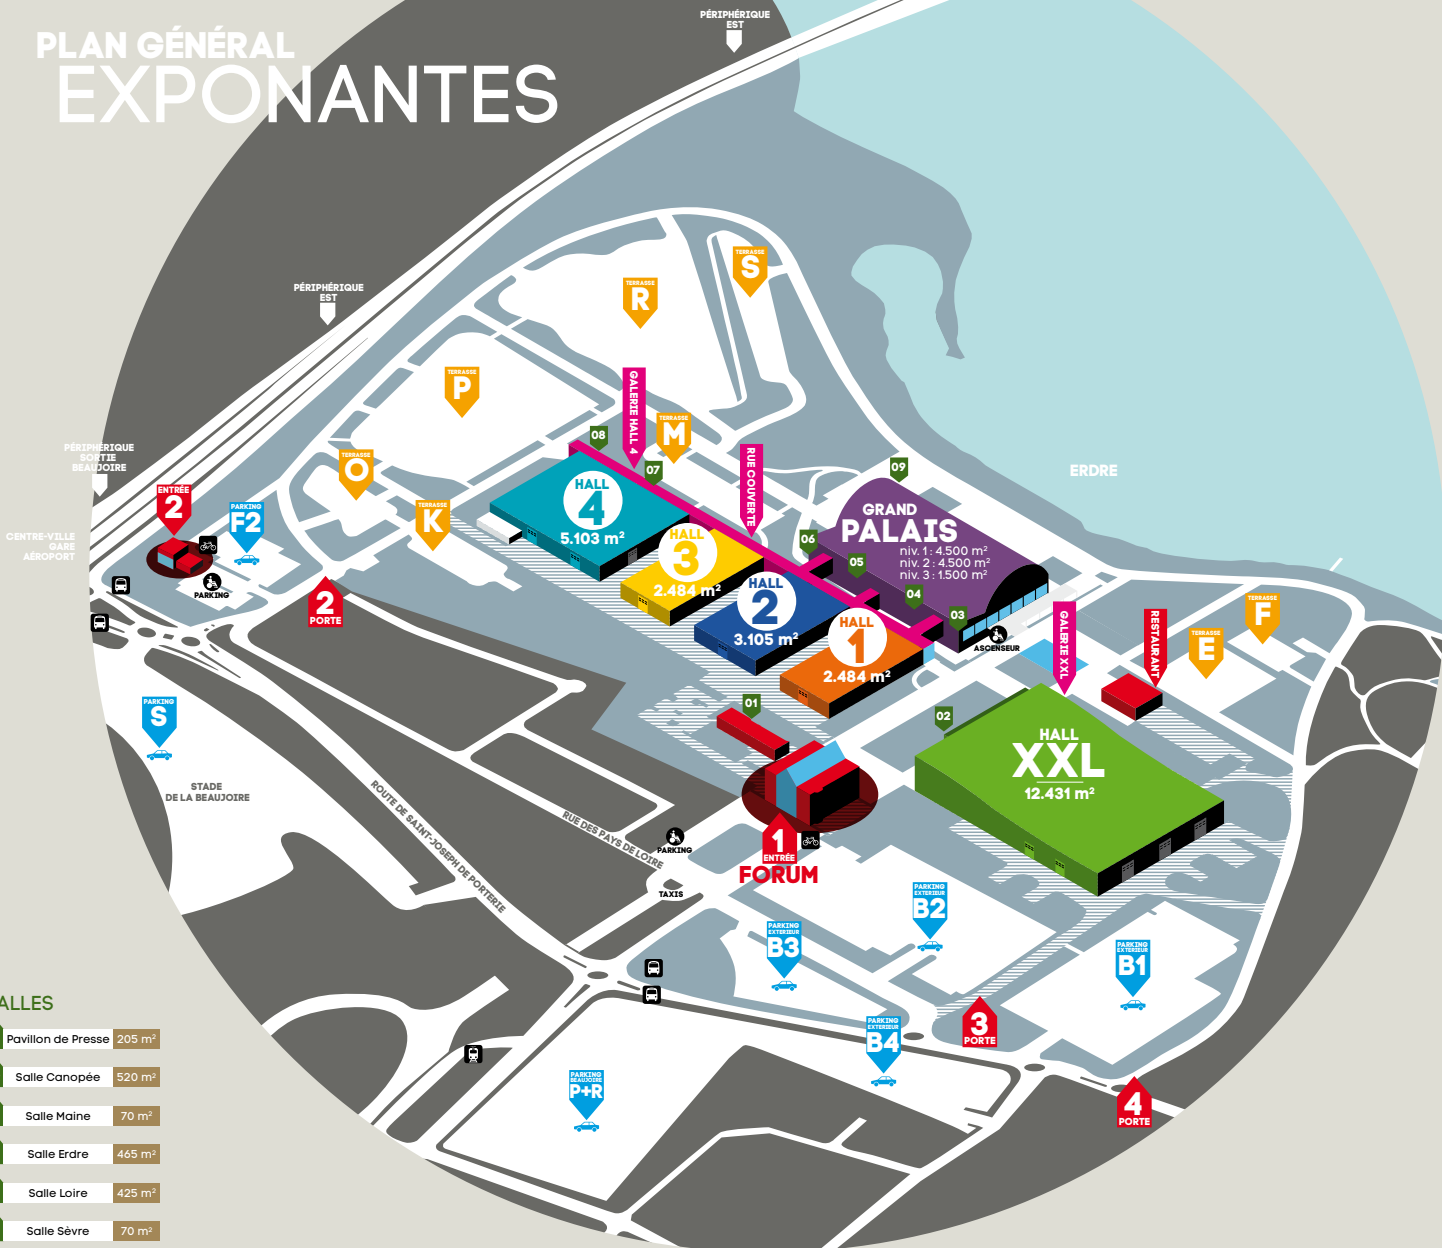 PLAN GÉNÉRAL
EXPONANTES
PÉRIPHÉRIQUE
EST
PÉRIPHÉRIQUE
EST
PÉRIPHÉRIQUE
SORTIE
BEAUJOIRE
CENTRE-VILLE
GARE
AÉROPORT
ERDRE
TERRASSE
S
TERRASSE
R
TERRASSE
P
TERRASSE
M
TERRASSE
O
TERRASSE
K
TERRASSE
F
TERRASSE
E
GALERIE HALL 4
RUE COUVERTE
GALERIE XXL
RESTAURANT
08
07
09
06
05
04
03
02
01
HALL
4
5.103 m²
HALL
3
2.484 m²
HALL
2
3.105 m²
HALL
1
2.484 m²
GRAND
PALAIS
niv. 1 : 4.500 m²
niv. 2 : 4.500 m²
niv. 3 : 1.500 m²
ASCENSEUR
HALL
XXL
12.431 m²
ENTRÉE
2
PARKING
F2
PARKING
2
PORTE
PARKING
S
STADE
DE LA BEAUJOIRE
ROUTE DE SAINT-JOSEPH DE PORTERIE
RUE DES PAYS DE LOIRE
PARKING
TAXIS
1
ENTRÉE
FORUM
PARKING
EXTERIEUR
B2
PARKING
EXTERIEUR
B3
PARKING
EXTERIEUR
B1
PARKING
EXTERIEUR
B4
3
PORTE
4
PORTE
PARKING
BEAUJOIRE
P+R
ALLES
Pavillon de Presse 205 m²
Salle Canopée 520 m²
Salle Maine 70 m²
Salle Erdre 465 m²
Salle Loire 425 m²
Salle Sèvre 70 m²